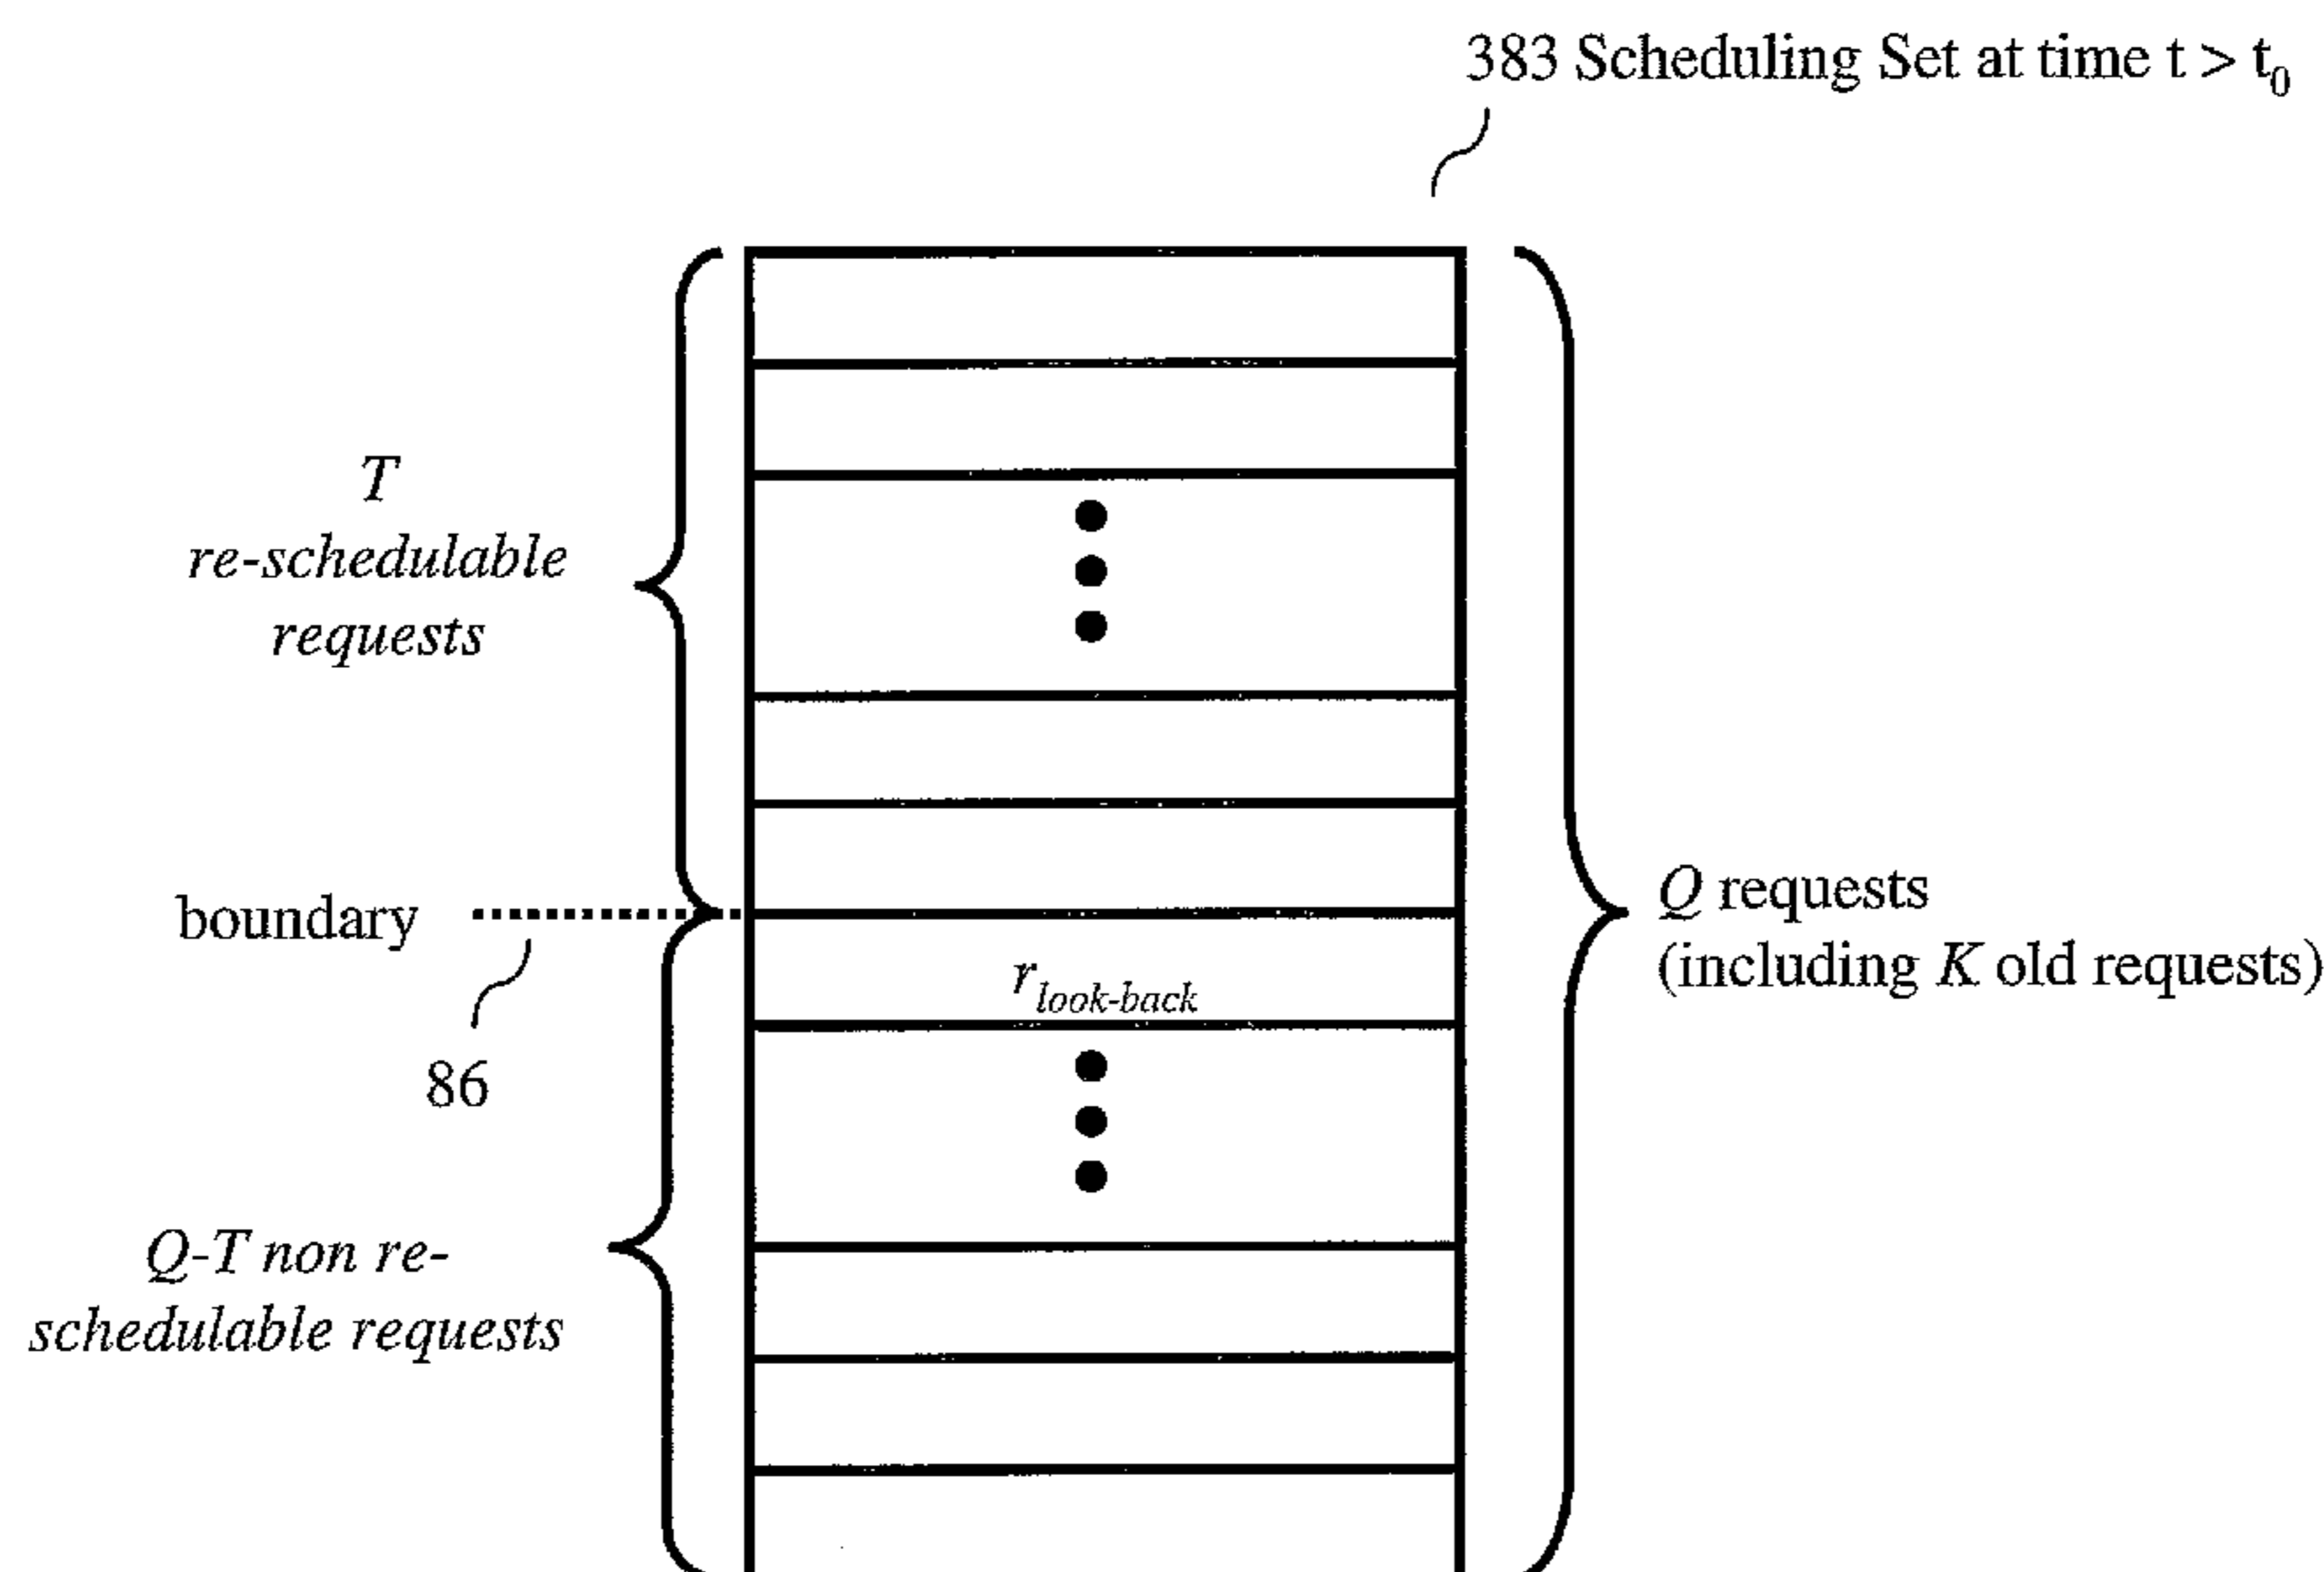 383 Scheduling Set at time t > t₀
T
re-schedulable
requests
boundary
86
r look-back
Q requests
(including K old requests)
Q-T non re-
schedulable requests